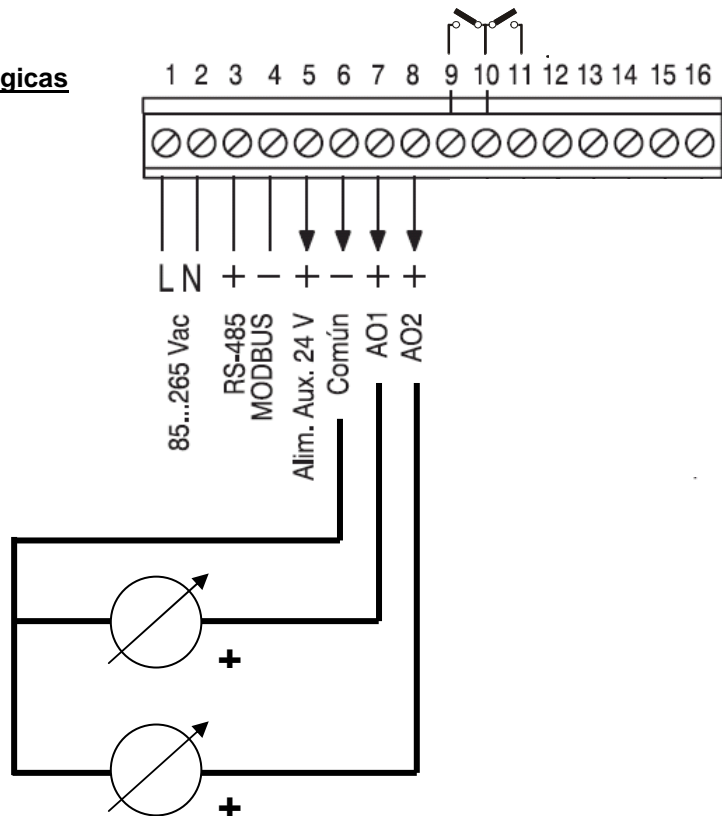 gicas
1 2 3 4 5 6 7 8 9 10 11 12 13 14 15 16
L N + − + − + +
85...265 Vac
RS-485
MODBUS
Alim. Aux. 24 V
Común
AO1
AO2
+
+